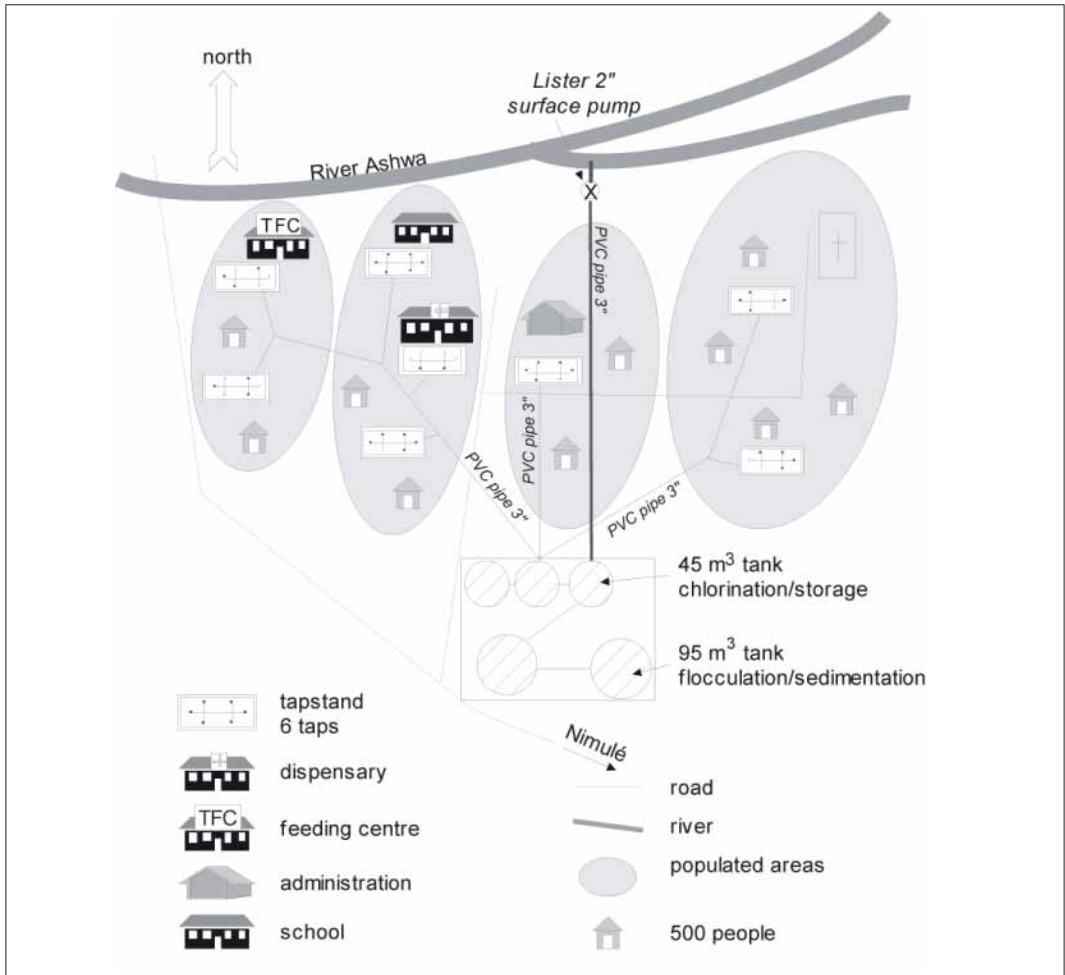 north
Lister 2"
surface pump
River Ashwa
X
TFC
PVC pipe 3"
PVC pipe 3"
PVC pipe 3"
PVC pipe 3"
45 m³ tank
chlorination/storage
95 m³ tank
flocculation/sedimentation
Nimulé
tapstand
6 taps
dispensary
TFC
feeding centre
administration
school
road
river
populated areas
500 people